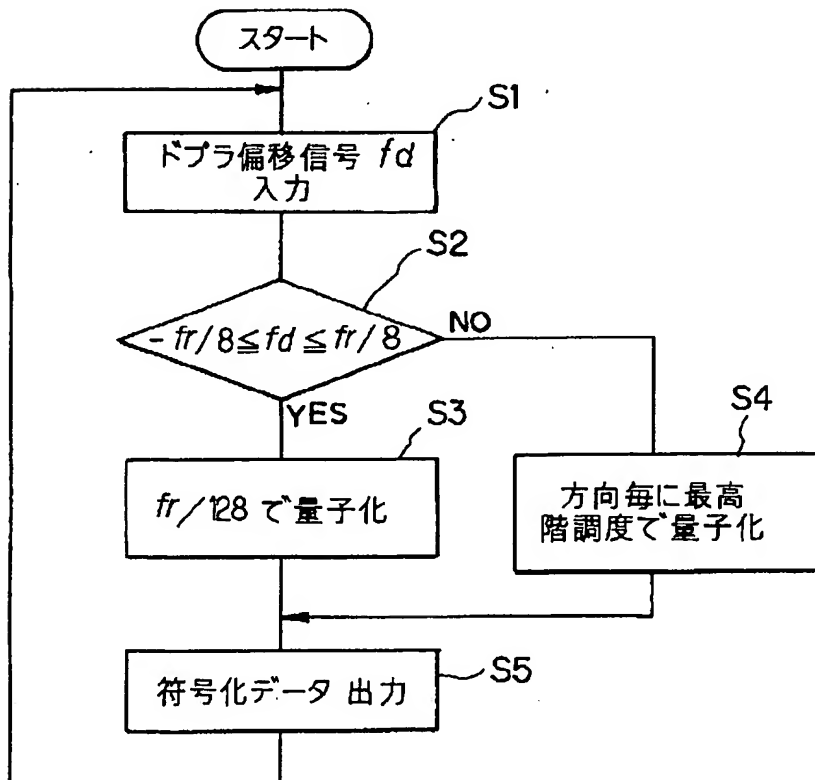 スタート
S1
ドプラ偏移信号 fd
入力
S2
- fr/8≦fd≦fr/8
NO
YES
S3
fr/128 で量子化
S4
方向毎に最高
階調度で量子化
符号化データ 出力
S5